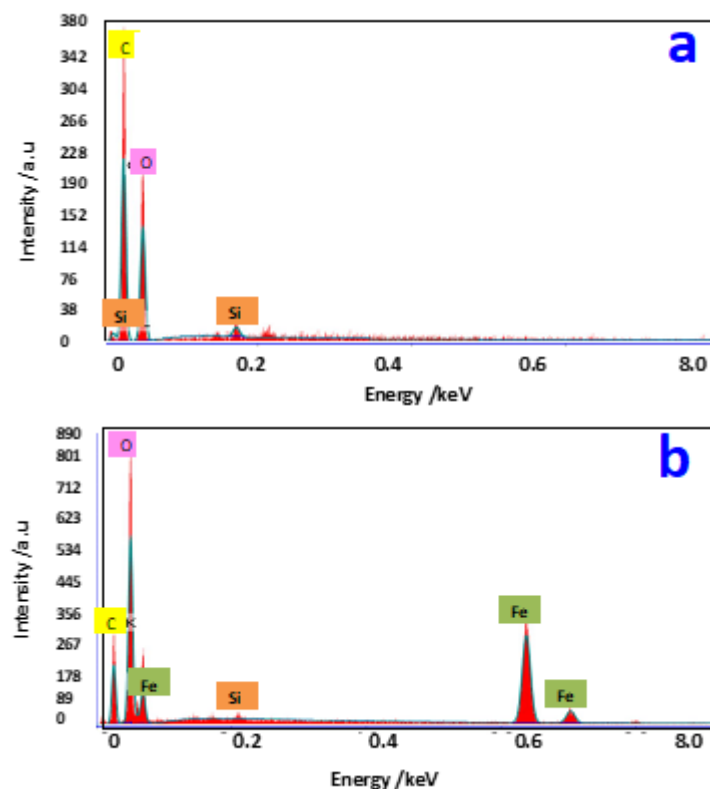 a
380
342
304
266
228
190
152
114
76
38
0
Intensity /a.u
C
O
Si
Si
0 0.2 0.4 0.6 8.0
Energy /keV
b
890
801
712
623
534
445
356
267
178
89
0
Intensity /a.u
O
C K
Fe
Si
Fe
Fe
0 0.2 0.4 0.6 8.0
Energy /keV